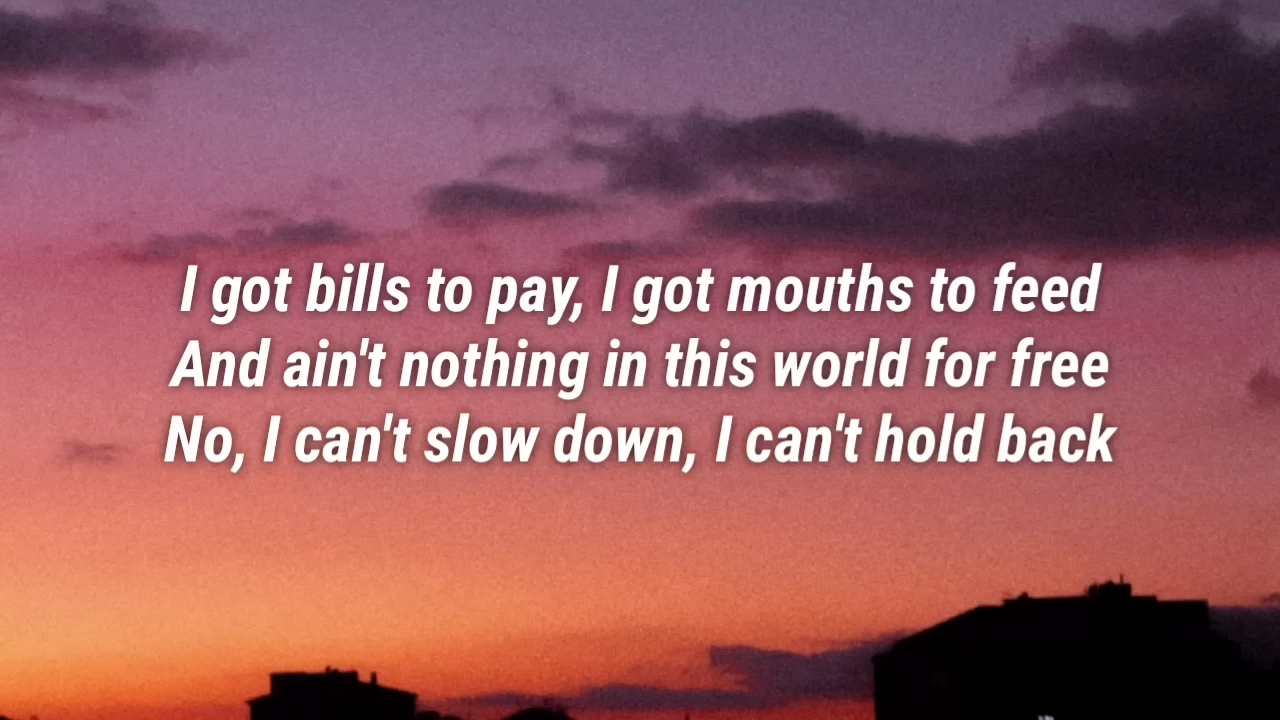 I got bills to pay, I got mouths to feed
And ain't nothing in this world for free
No, I can't slow down, I can't hold back